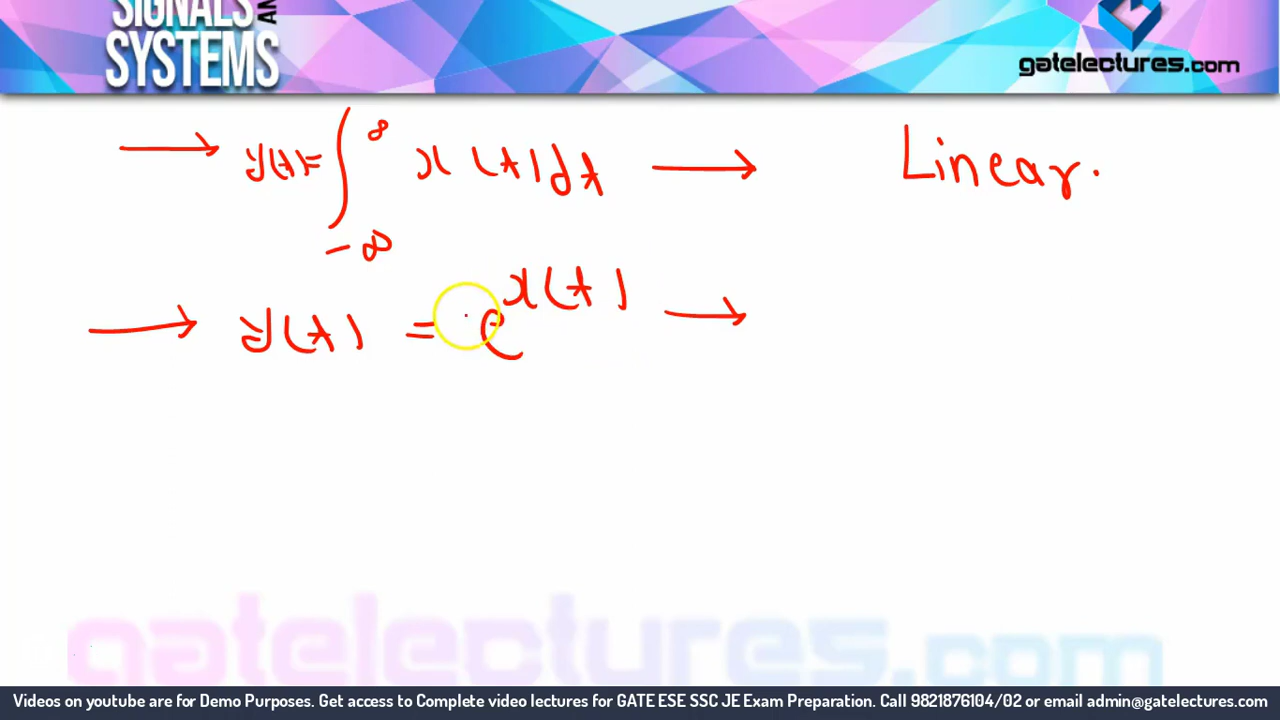 SIGNALS AN
SYSTEMS
gatelectures.com
→ y(t)= ∫_{-∞}^{∞} x(t)dt → Linear.
→ y(t) = e^{x(t)} →
gatelectures.com
Videos on youtube are for Demo Purposes. Get access to Complete video lectures for GATE ESE SSC JE Exam Preparation. Call 9821876104/02 or email admin@gatelectures.com